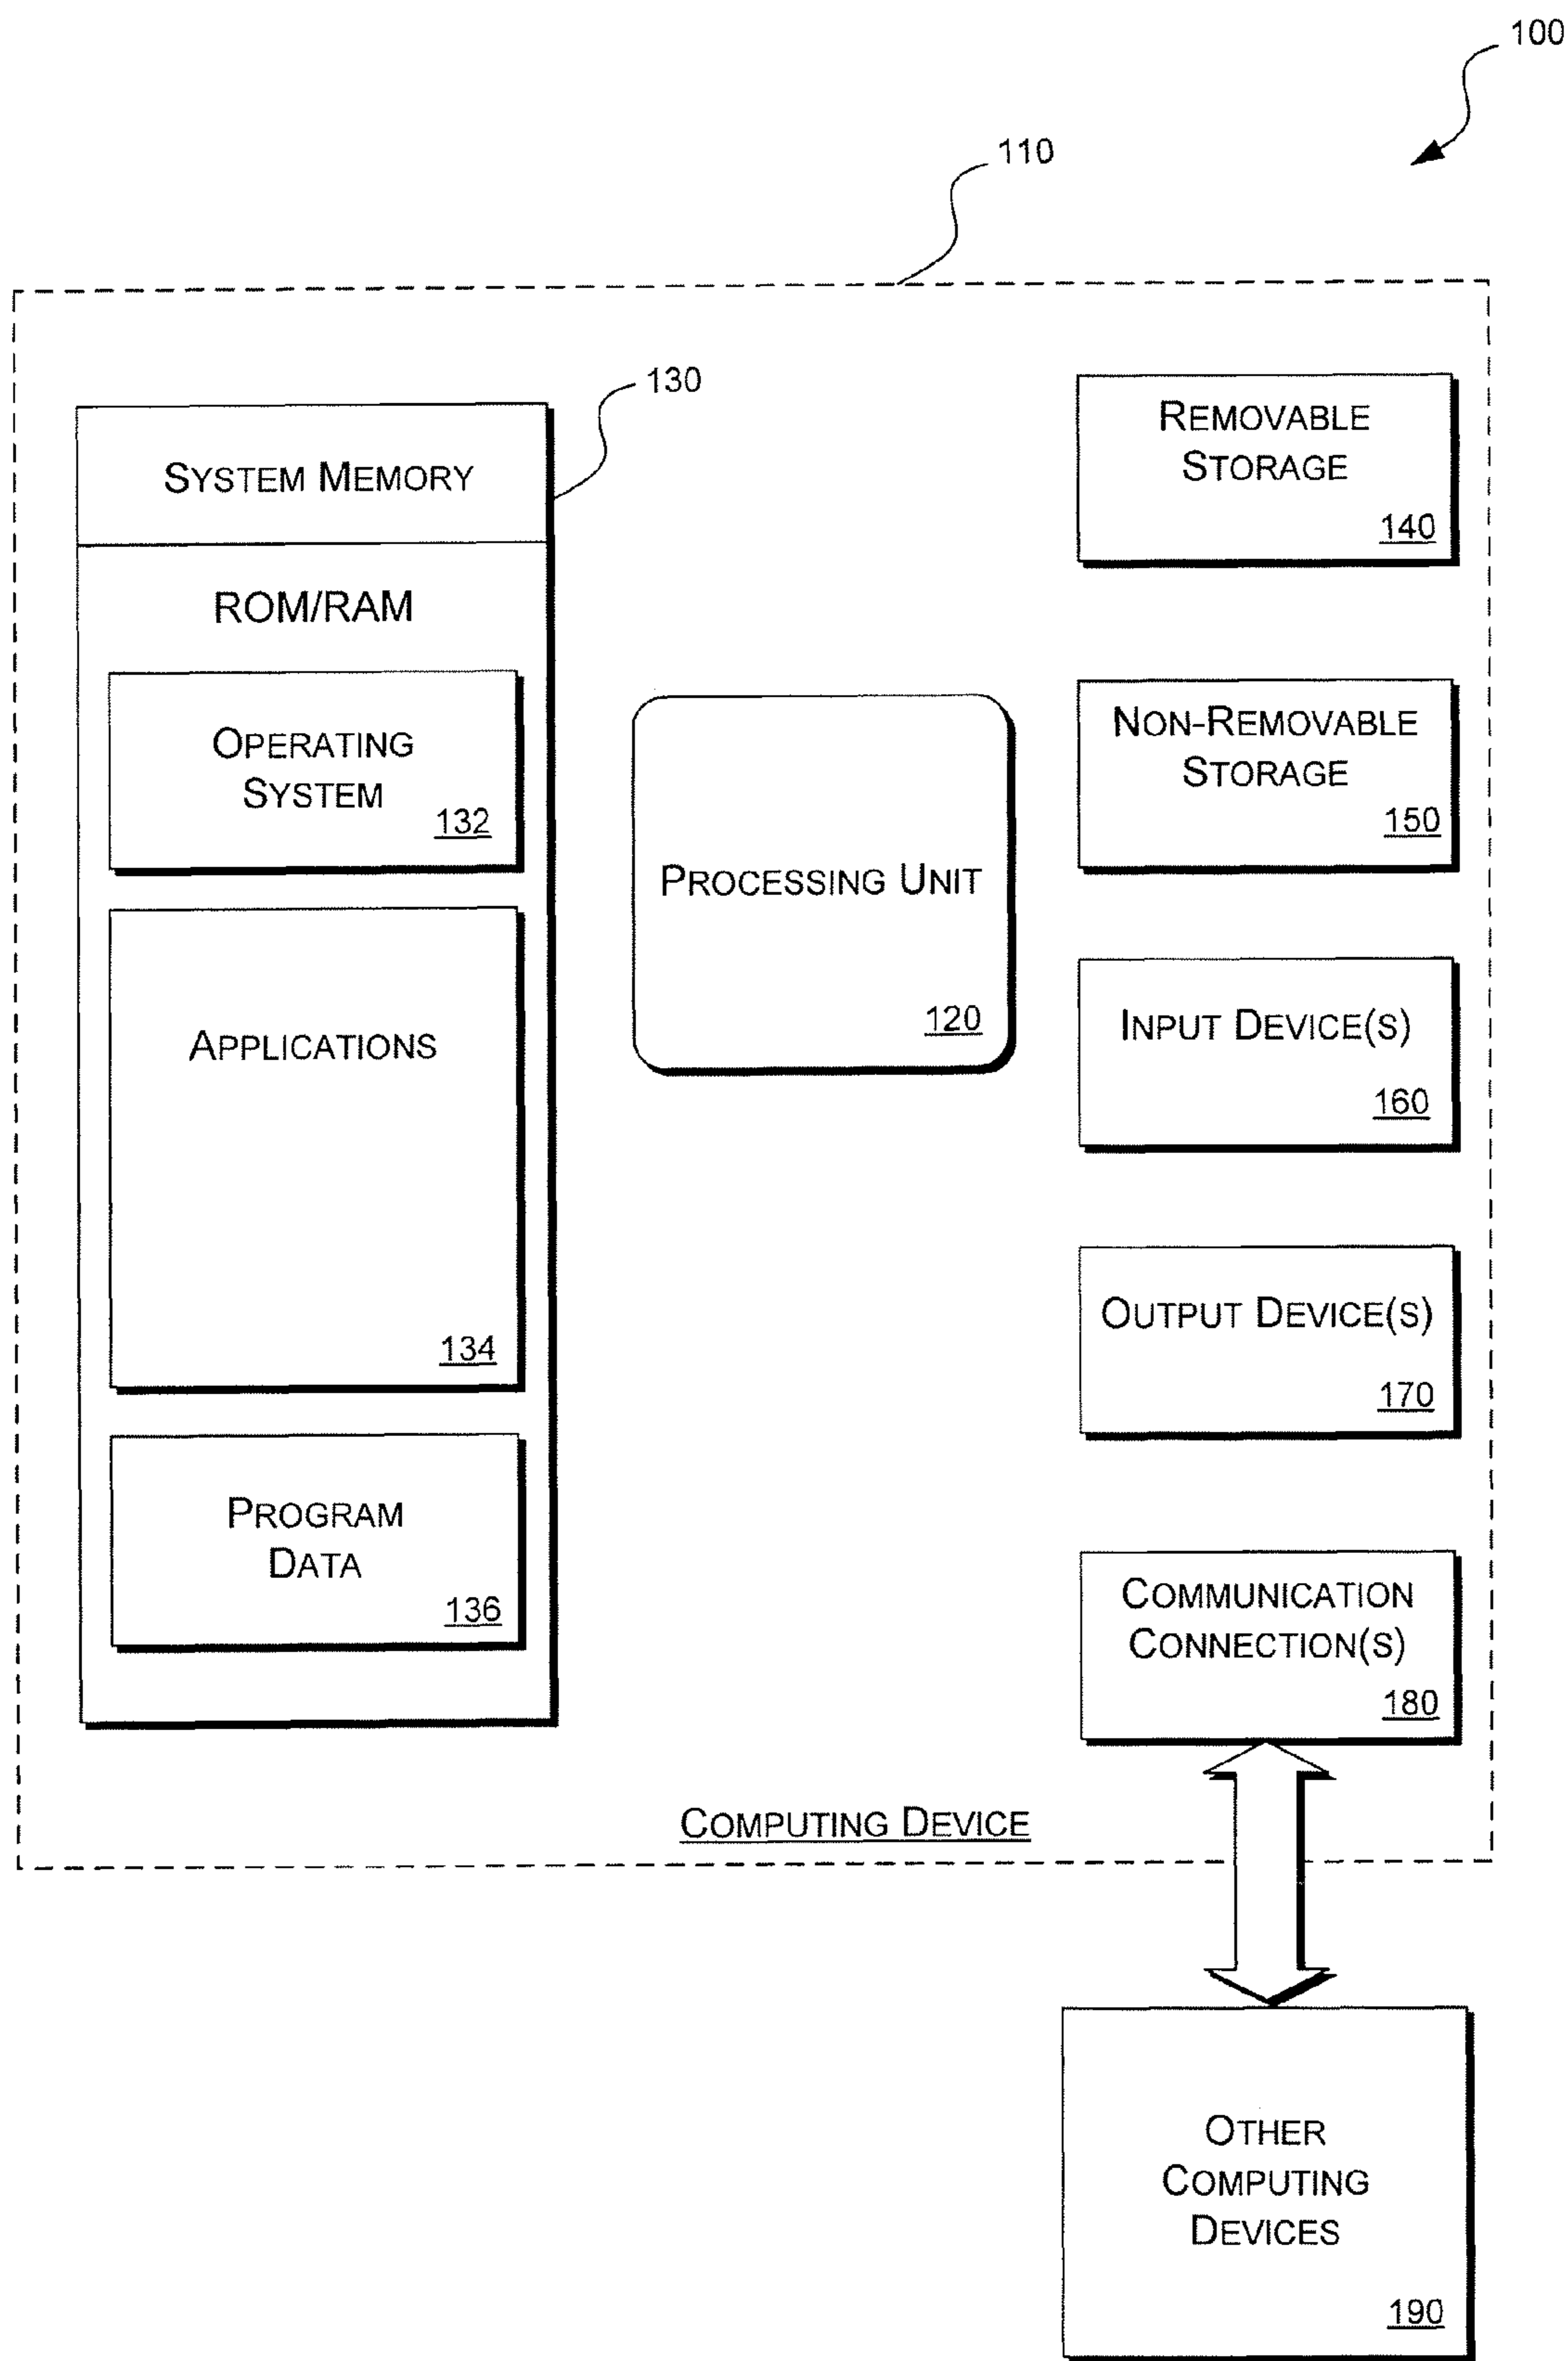 100
110
130
SYSTEM MEMORY
ROM/RAM
OPERATING
SYSTEM
132
APPLICATIONS
134
PROGRAM
DATA
136
PROCESSING UNIT
120
REMOVABLE
STORAGE
140
NON-REMOVABLE
STORAGE
150
INPUT DEVICE(S)
160
OUTPUT DEVICE(S)
170
COMMUNICATION
CONNECTION(S)
180
COMPUTING DEVICE
OTHER
COMPUTING
DEVICES
190